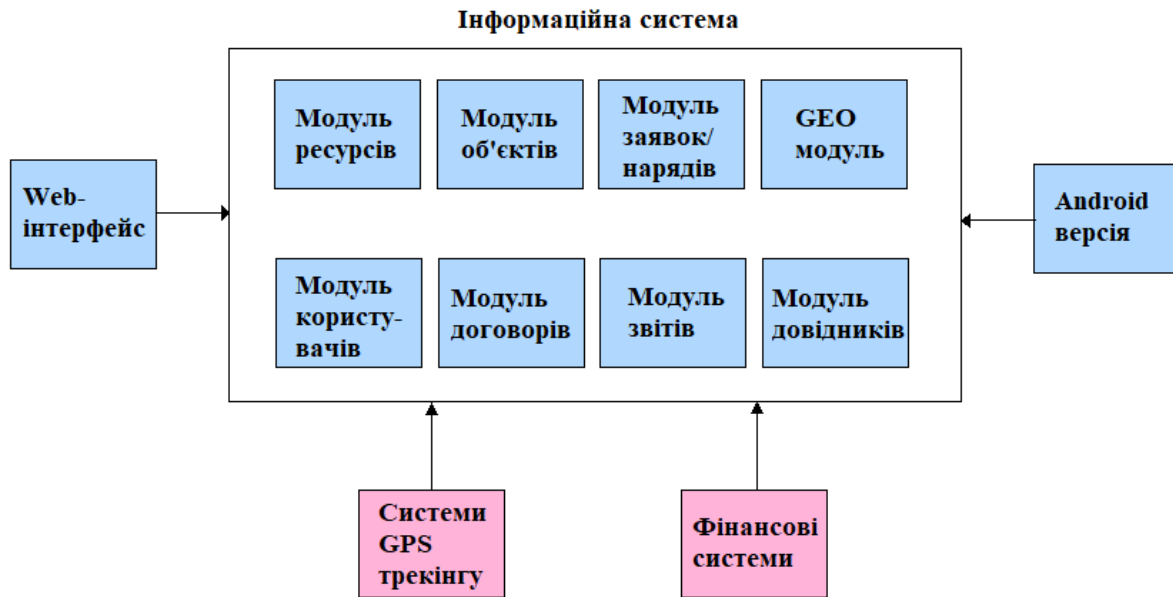 Інформаційна система
Модуль
ресурсів
Модуль
об'єктів
Модуль
заявок/
нарядів
GEO
модуль
Web-
інтерфейс
Android
версія
Модуль
користу-
вачів
Модуль
договорів
Модуль
звітів
Модуль
довідників
Системи
GPS
трекінгу
Фінансові
системи